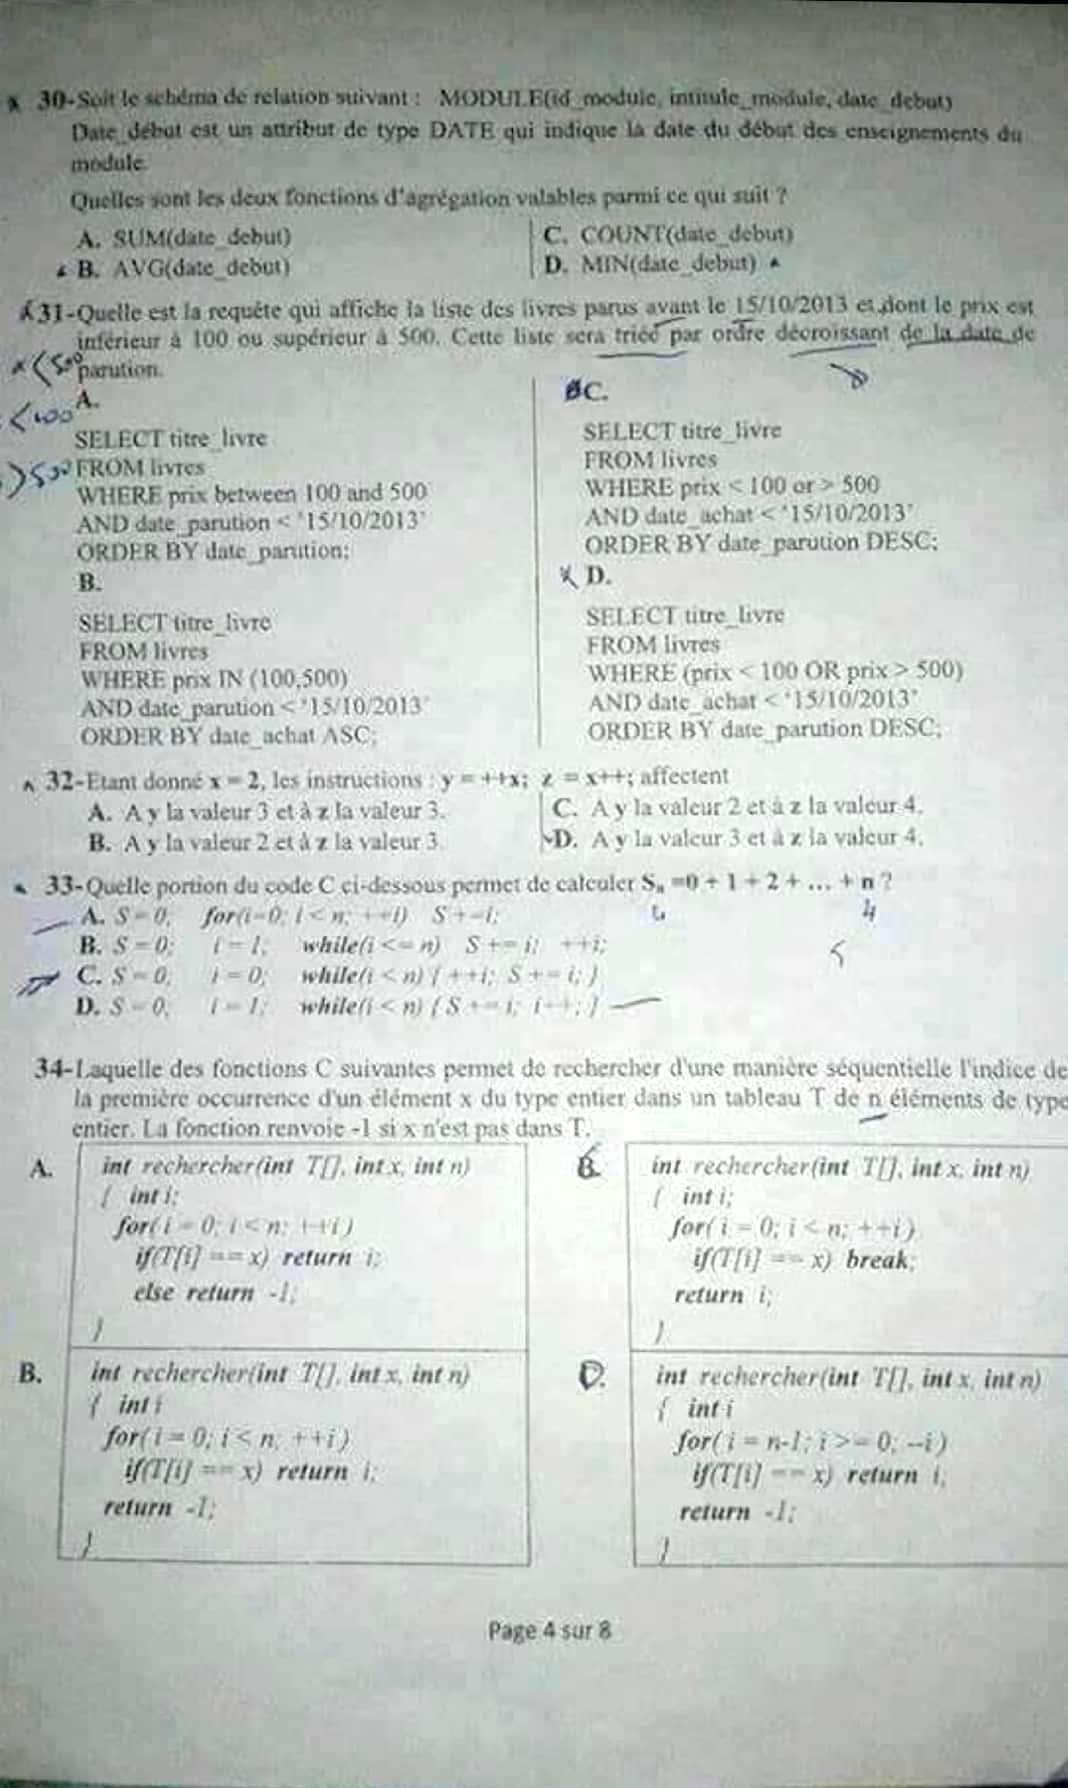 30-Soit le schéma de relation suivant : MODULE(id_module, intitule_module, date_debut)
Date_début est un attribut de type DATE qui indique la date du début des enseignements du
module.
Quelles sont les deux fonctions d'agrégation valables parmi ce qui suit ?
A. SUM(date_debut)
B. AVG(date_debut)
C. COUNT(date_debut)
D. MIN(date_debut)
31-Quelle est la requête qui affiche la liste des livres parus avant le 15/10/2013 et dont le prix est
inférieur à 100 ou supérieur à 500. Cette liste sera triée par ordre décroissant de la date de
parution.
<100
>500
A.
SELECT titre_livre
FROM livres
WHERE prix between 100 and 500
AND date_parution < '15/10/2013'
ORDER BY date_parution;
B.
SELECT titre_livre
FROM livres
WHERE prix IN (100,500)
AND date_parution < '15/10/2013'
ORDER BY date_achat ASC;
C.
SELECT titre_livre
FROM livres
WHERE prix < 100 or > 500
AND date_achat < '15/10/2013'
ORDER BY date_parution DESC;
D.
SELECT titre_livre
FROM livres
WHERE (prix < 100 OR prix > 500)
AND date_achat < '15/10/2013'
ORDER BY date_parution DESC;
32-Etant donné x = 2, les instructions : y = ++x; z = x++; affectent
A. A y la valeur 3 et à z la valeur 3.
B. A y la valeur 2 et à z la valeur 3.
C. A y la valeur 2 et à z la valeur 4.
D. A y la valeur 3 et à z la valeur 4.
33-Quelle portion du code C ci-dessous permet de calculer Sn =0 + 1 + 2 + ... + n ?
A. S = 0; for(i=0; i < n; ++i) S+=i;
B. S = 0; i = 1; while(i <= n) S += i; ++i;
C. S = 0; i = 0; while(i < n) { ++i; S += i; }
D. S = 0; i = 1; while(i < n) { S += i; i++; }
34-Laquelle des fonctions C suivantes permet de rechercher d'une manière séquentielle l'indice de
la première occurrence d'un élément x du type entier dans un tableau T de n éléments de type
entier. La fonction renvoie -1 si x n'est pas dans T.
A. int rechercher(int T[], int x, int n)
{ int i;
for( i = 0; i < n; ++i )
if(T[i] == x) return i;
else return -1;
}
B. int rechercher(int T[], int x, int n)
{ int i;
for( i = 0; i < n; ++i )
if(T[i] == x) break;
return i;
}
B. int rechercher(int T[], int x, int n)
{ int i
for( i = 0; i < n; ++i )
if(T[i] == x) return i;
return -1;
}
D. int rechercher(int T[], int x, int n)
{ int i
for( i = n-1; i >= 0; --i )
if(T[i] == x) return i;
return -1;
}
Page 4 sur 8